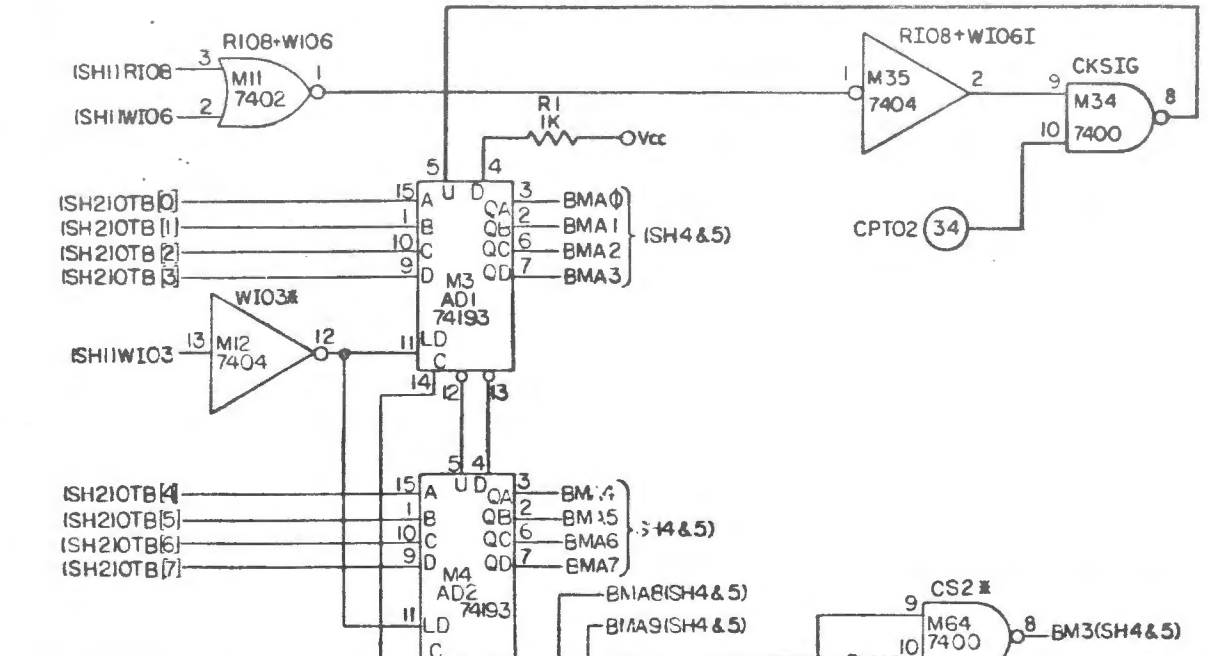 RIO8+WIO6
(SH1)RIO8
3
M11
7402
1
(SH1)WIO6
2
RIO8+WIO6I
1
M35
7404
2
CKSIG
9
M34
7400
8
10
CPTO2
34
R1
1K
Vcc
5
4
U D
(SH2)OTB[0]
15
A
QA
3
BMA0
(SH2)OTB[1]
1
B
QB
2
BMA1
(SH2)OTB[2]
10
C
QC
6
BMA2
(SH2)OTB[3]
9
D
QD
7
BMA3
(SH4&5)
M3
AD1
74193
WIO3*
(SH1)WIO3
13
M12
7404
12
11
LD
C
14
12
13
5
4
U D
(SH2)OTB[4]
15
A
QA
3
(SH2)OTB[5]
1
B
QB
2
(SH2)OTB[6]
10
C
QC
6
BMA6
(SH2)OTB[7]
9
D
QD
7
BMA7
M4
AD2
74193
11
LD
C
BMA8(SH4&5)
BMA9(SH4&5)
CS2*
9
M64
7400
10
8
BM3(SH4&5)